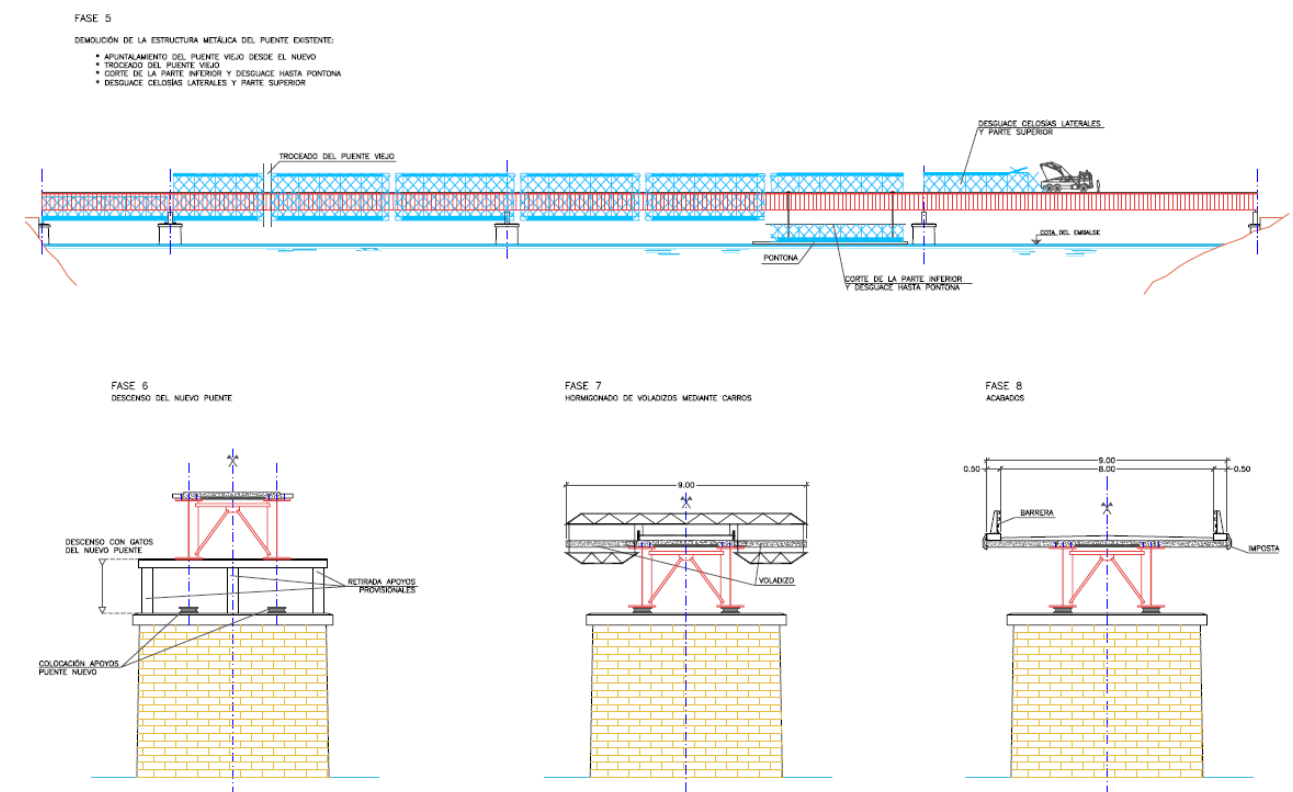 FASE 5
DEMOLICIÓN DE LA ESTRUCTURA METÁLICA DEL PUENTE EXISTENTE:
* APUNTALAMIENTO DEL PUENTE VIEJO DESDE EL NUEVO
* TROCEADO DEL PUENTE VIEJO
* CORTE DE LA PARTE INFERIOR Y DESGUACE HASTA PONTONA
* DESGUACE CELOSÍAS LATERALES Y PARTE SUPERIOR
DESGUACE CELOSÍAS LATERALES
Y PARTE SUPERIOR
TROCEADO DEL PUENTE VIEJO
COTA DEL EMBALSE
PONTONA
CORTE DE LA PARTE INFERIOR
Y DESGUACE HASTA PONTONA
FASE 6
DESCENSO DEL NUEVO PUENTE
DESCENSO CON GATOS
DEL NUEVO PUENTE
RETIRADA APOYOS
PROVISIONALES
COLOCACIÓN APOYOS
PUENTE NUEVO
FASE 7
HORMIGONADO DE VOLADIZOS MEDIANTE CARROS
9.00
VOLADIZO
FASE 8
ACABADOS
9.00
0.50
8.00
0.50
BARRERA
IMPOSTA